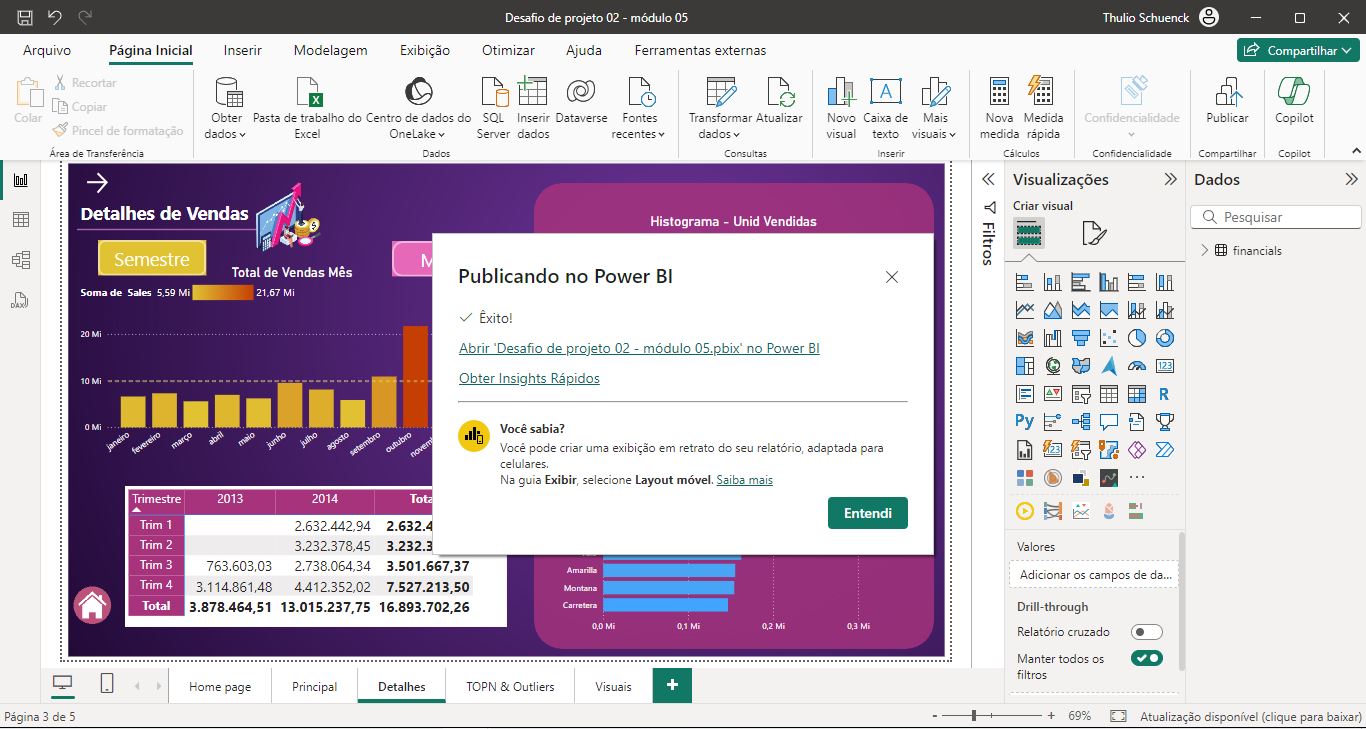 Desafio de projeto 02 - módulo 05
Thulio Schuenck
Arquivo
Página Inicial
Inserir
Modelagem
Exibição
Otimizar
Ajuda
Ferramentas externas
Compartilhar
Colar
Recortar
Copiar
Pincel de formatação
Área de Transferência
Obter dados
Pasta de trabalho do Excel
Centro de dados do OneLake
SQL Server
Inserir dados
Dataverse
Fontes recentes
Dados
Transformar dados
Atualizar
Consultas
Novo visual
Caixa de texto
Mais visuais
Inserir
Nova medida
Medida rápida
Cálculos
Confidencialidade
Confidencialidade
Publicar
Compartilhar
Copilot
Copilot
Detalhes de Vendas
Semestre
M
Total de Vendas Mês
Soma de Sales 5,59 Mi 21,67 Mi
20 Mi
10 Mi
0 Mi
janeiro
fevereiro
março
abril
maio
junho
julho
agosto
setembro
outubro
Trimestre 2013 2014
Trim 1 2.632.442,94
Trim 2 3.232.378,45
Trim 3 763.603,03 2.738.064,34 3.501.667,37
Trim 4 3.114.861,48 4.412.352,02 7.527.213,50
Total 3.878.464,51 13.015.237,75 16.893.702,26
Histograma - Unid Vendidas
Amarilla
Montana
Carretera
0,0 Mi 0,1 Mi 0,2 Mi 0,3 Mi
Publicando no Power BI
Êxito!
Abrir 'Desafio de projeto 02 - módulo 05.pbix' no Power BI
Obter Insights Rápidos
Você sabia?
Você pode criar uma exibição em retrato do seu relatório, adaptada para
celulares.
Na guia Exibir, selecione Layout móvel. Saiba mais
Entendi
Filtros
Visualizações
Criar visual
123
R
Py
123
Valores
Adicionar os campos de da...
Drill-through
Relatório cruzado
Manter todos os
filtros
Dados
Pesquisar
financials
Home page
Principal
Detalhes
TOPN & Outliers
Visuais
+
Página 3 de 5
- + 69%
Atualização disponível (clique para baixar)